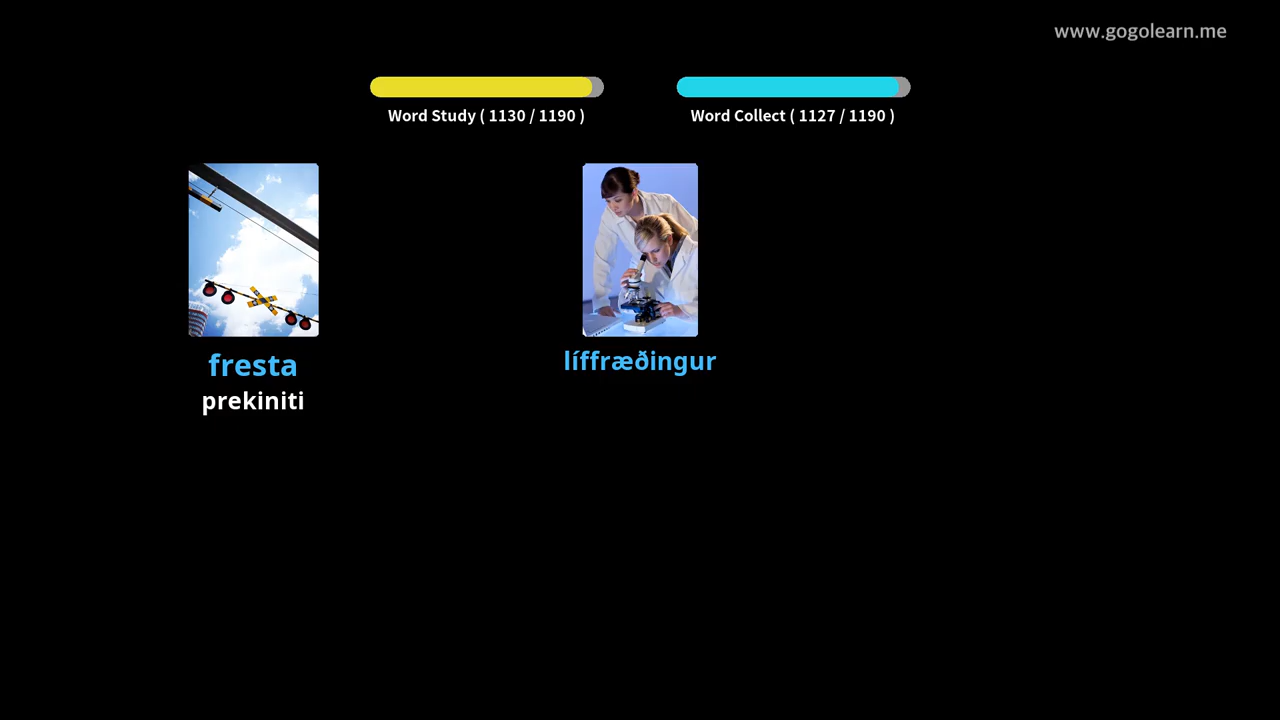 www.gogolearn.me
Word Study ( 1130 / 1190 )
Word Collect ( 1127 / 1190 )
fresta
prekiniti
líffræðingur